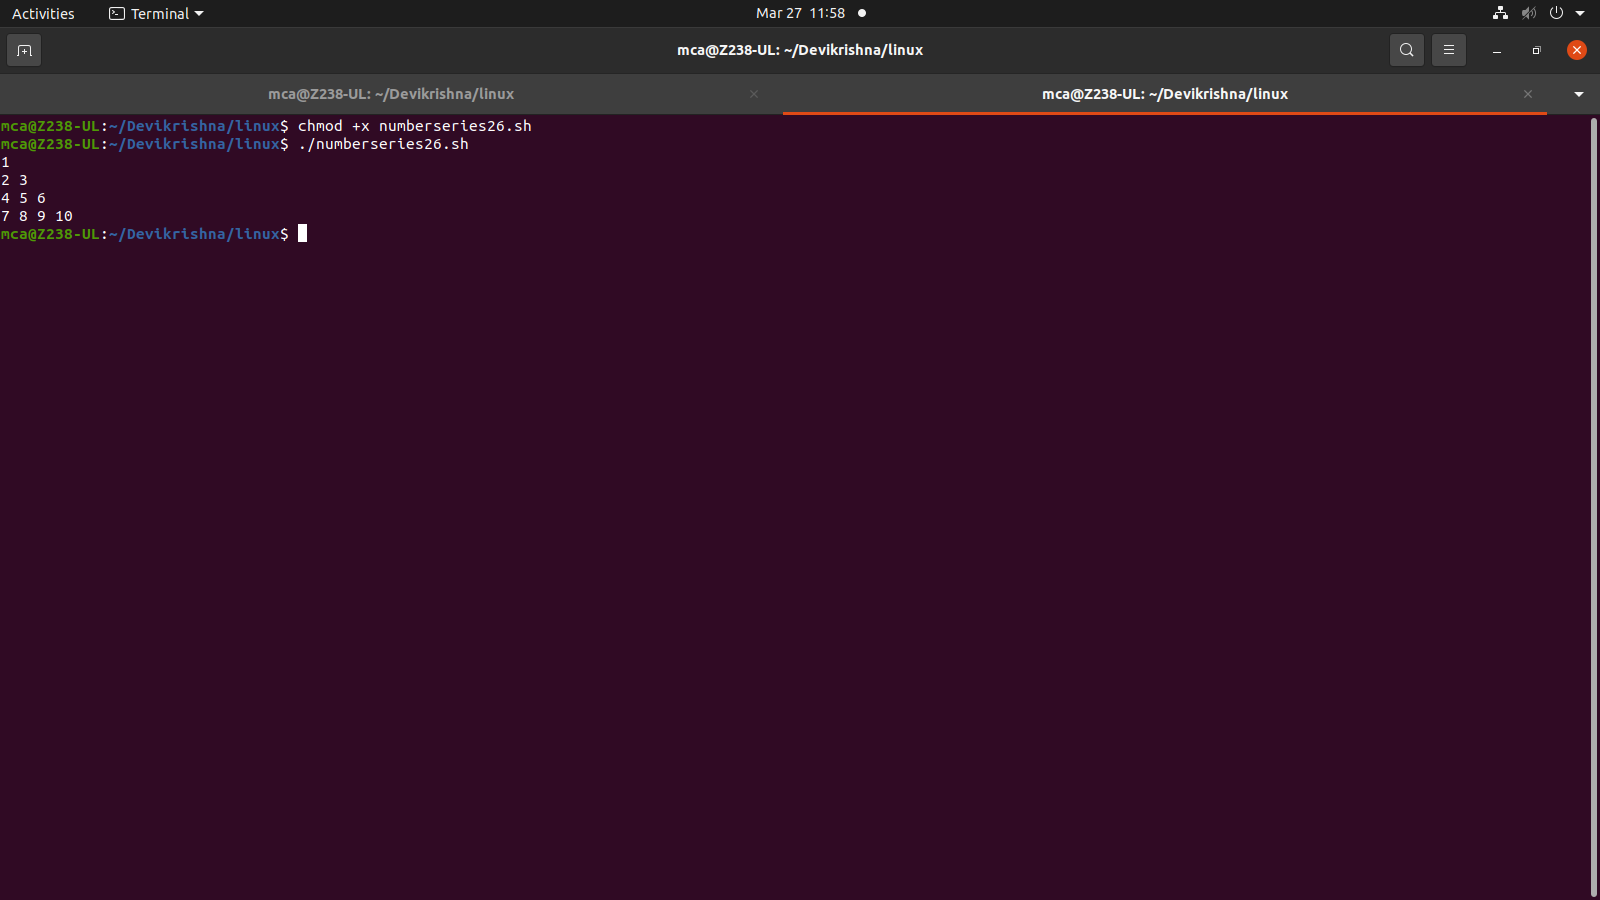 Activities Terminal Mar 27 11:58
mca@Z238-UL: ~/Devikrishna/linux
mca@Z238-UL: ~/Devikrishna/linux mca@Z238-UL: ~/Devikrishna/linux
mca@Z238-UL:~/Devikrishna/linux$ chmod +x numberseries26.sh
mca@Z238-UL:~/Devikrishna/linux$ ./numberseries26.sh
1
2 3
4 5 6
7 8 9 10
mca@Z238-UL:~/Devikrishna/linux$